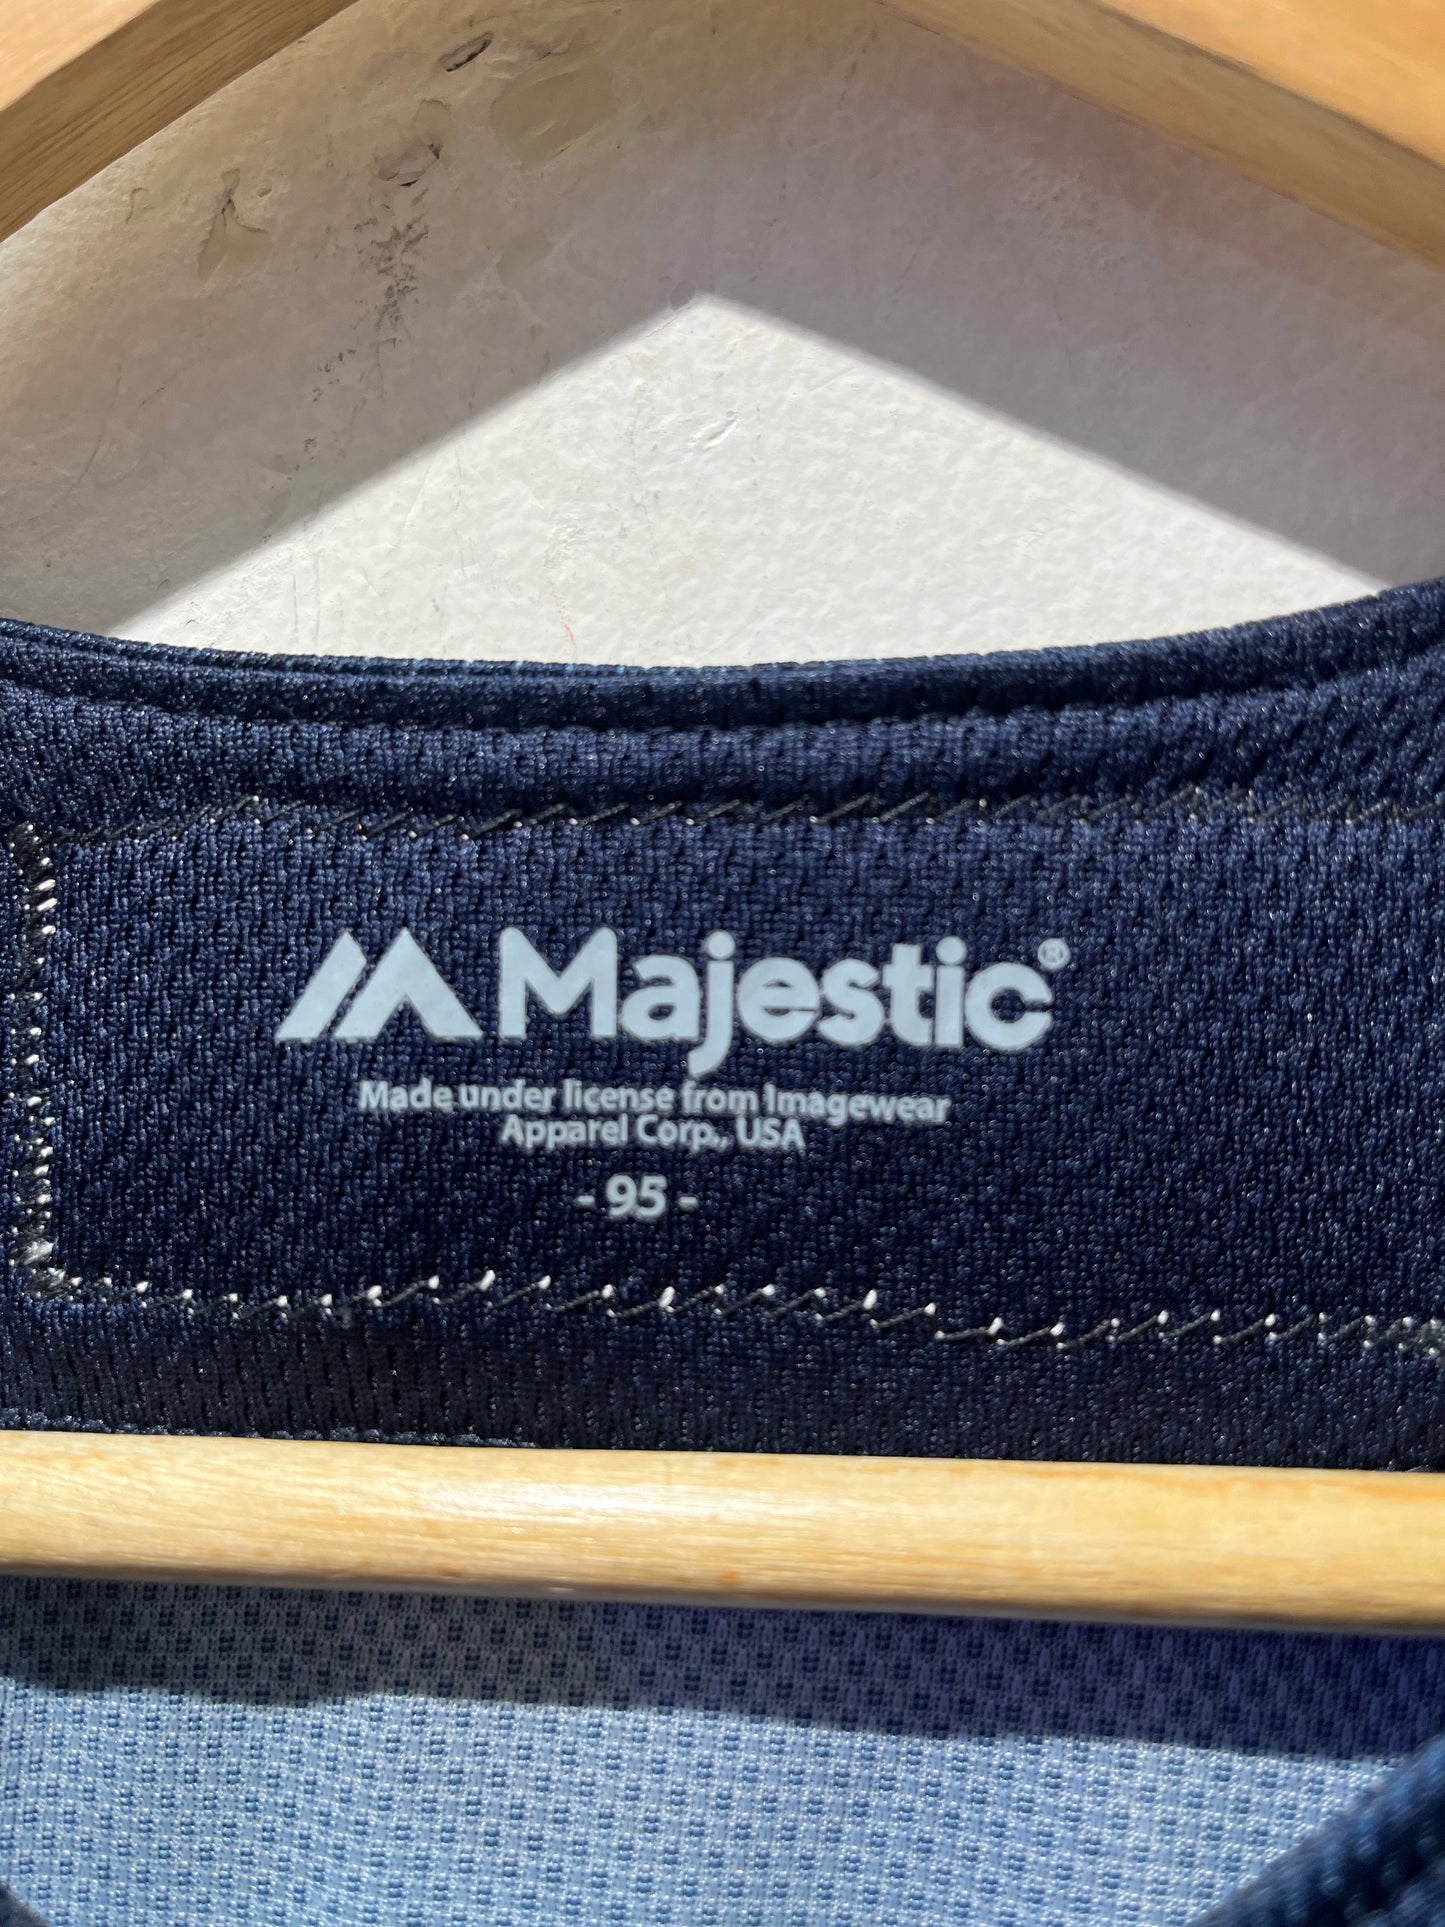 Majestic®
Made under license from Imagewear
Apparel Corp., USA
- 95 -